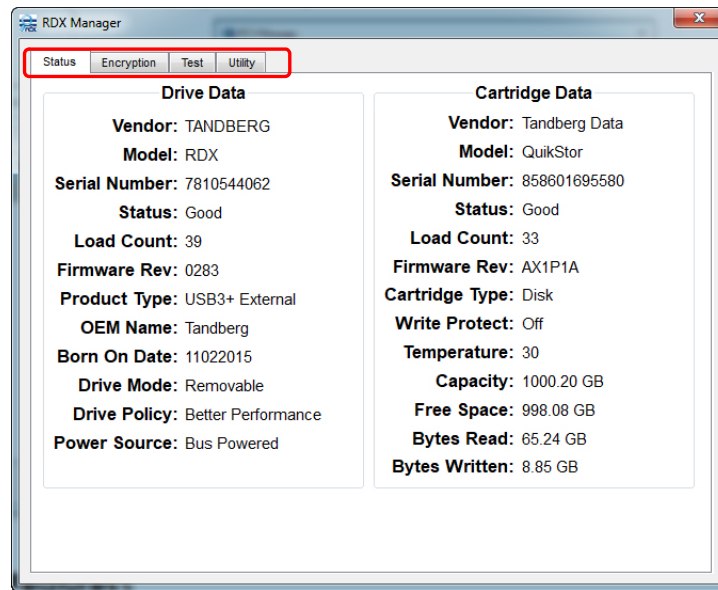 RDX Manager
Status Encryption Test Utility
Drive Data
Vendor: TANDBERG
Model: RDX
Serial Number: 7810544062
Status: Good
Load Count: 39
Firmware Rev: 0283
Product Type: USB3+ External
OEM Name: Tandberg
Born On Date: 11022015
Drive Mode: Removable
Drive Policy: Better Performance
Power Source: Bus Powered
Cartridge Data
Vendor: Tandberg Data
Model: QuikStor
Serial Number: 858601695580
Status: Good
Load Count: 33
Firmware Rev: AX1P1A
Cartridge Type: Disk
Write Protect: Off
Temperature: 30
Capacity: 1000.20 GB
Free Space: 998.08 GB
Bytes Read: 65.24 GB
Bytes Written: 8.85 GB